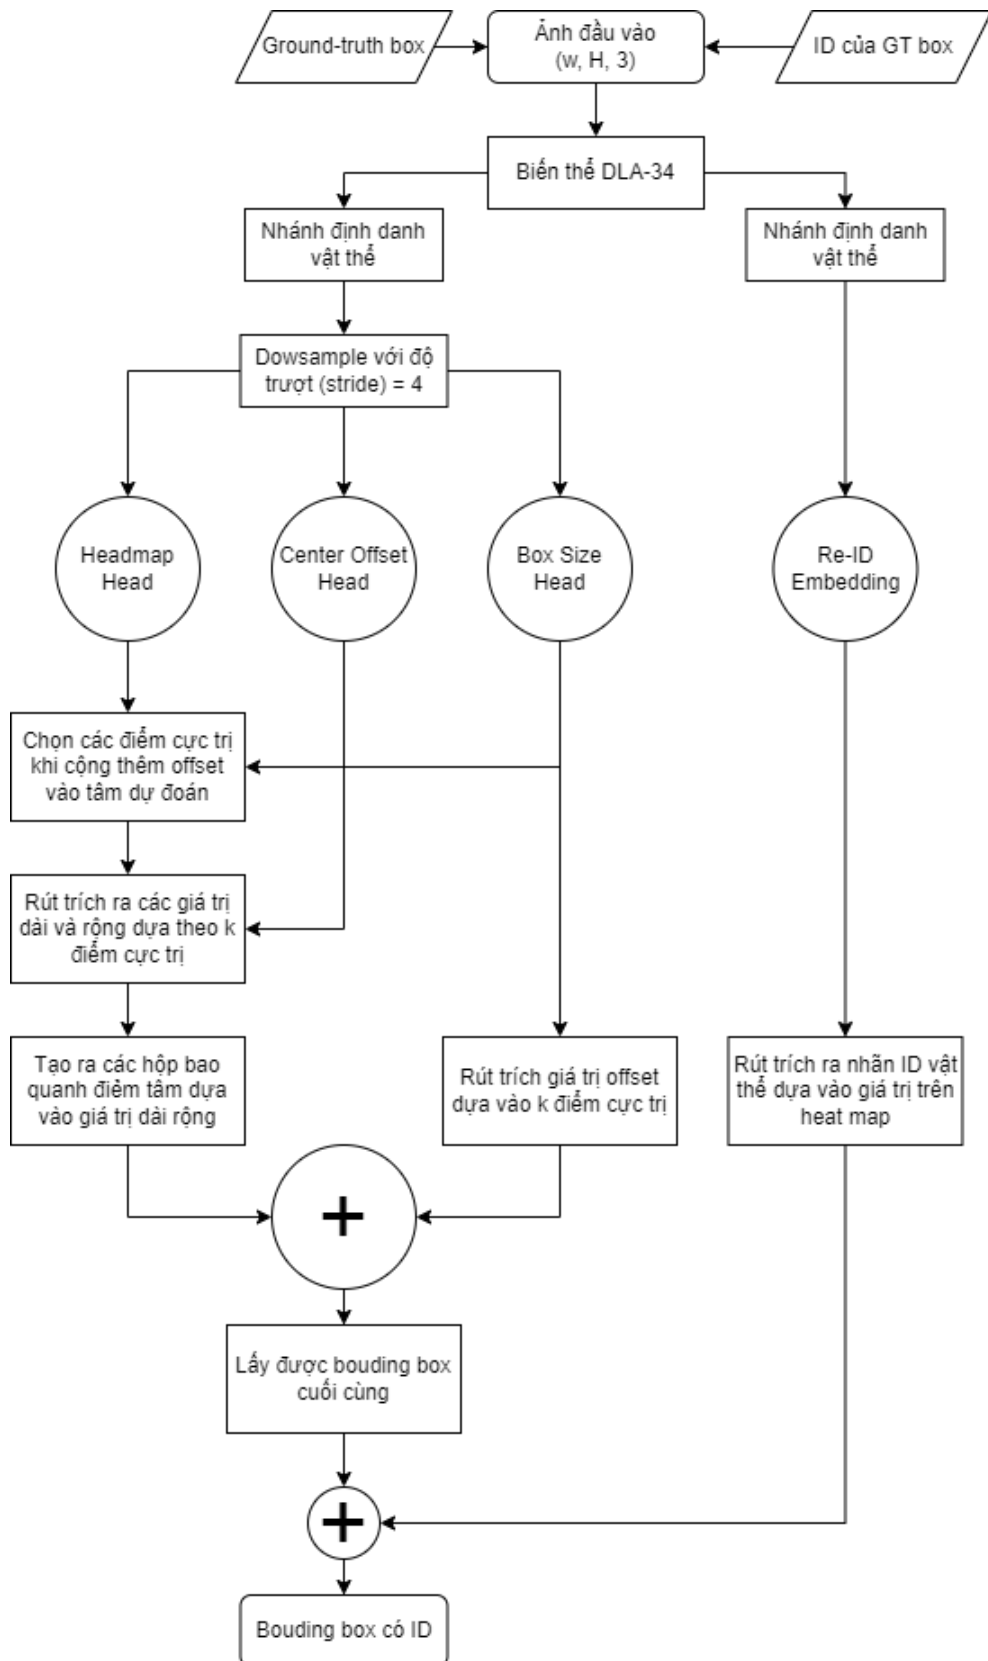 Ground-truth box
Ảnh đầu vào
(w, H, 3)
ID của GT box
Biến thể DLA-34
Nhánh định danh
vật thể
Nhánh định danh
vật thể
Dowsample với độ
trượt (stride) = 4
Headmap
Head
Center Offset
Head
Box Size
Head
Re-ID
Embedding
Chọn các điểm cực trị
khi cộng thêm offset
vào tâm dự đoán
Rút trích ra các giá trị
dài và rộng dựa theo k
điểm cực trị
Tạo ra các hộp bao
quanh điẻm tâm dựa
vào giá trị dài rộng
Rút trích giá trị offset
dựa vào k điểm cực trị
Rút trích ra nhãn ID vật
thể dựa vào giá trị trên
heat map
+
Lấy được bouding box
cuối cùng
+
Bouding box có ID